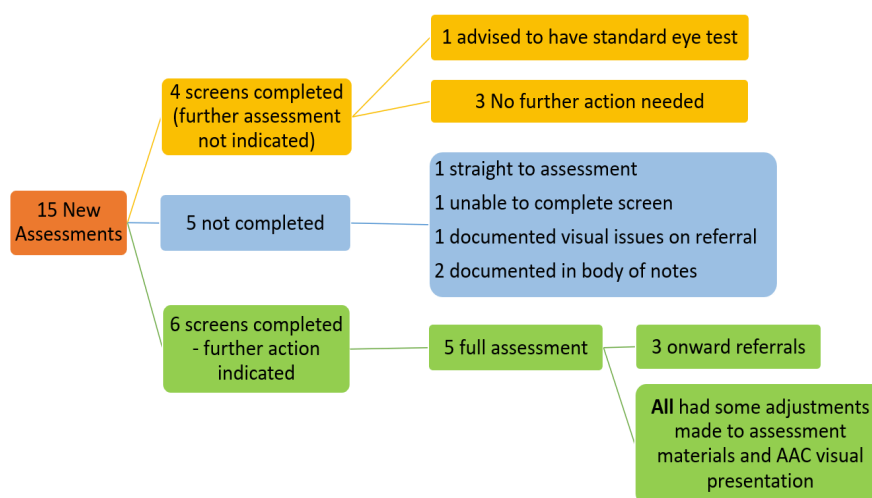 15 New
Assessments
4 screens completed
(further assessment
not indicated)
1 advised to have standard eye test
3 No further action needed
5 not completed
1 straight to assessment
1 unable to complete screen
1 documented visual issues on referral
2 documented in body of notes
6 screens completed
- further action
indicated
5 full assessment
3 onward referrals
All had some adjustments
made to assessment
materials and AAC visual
presentation